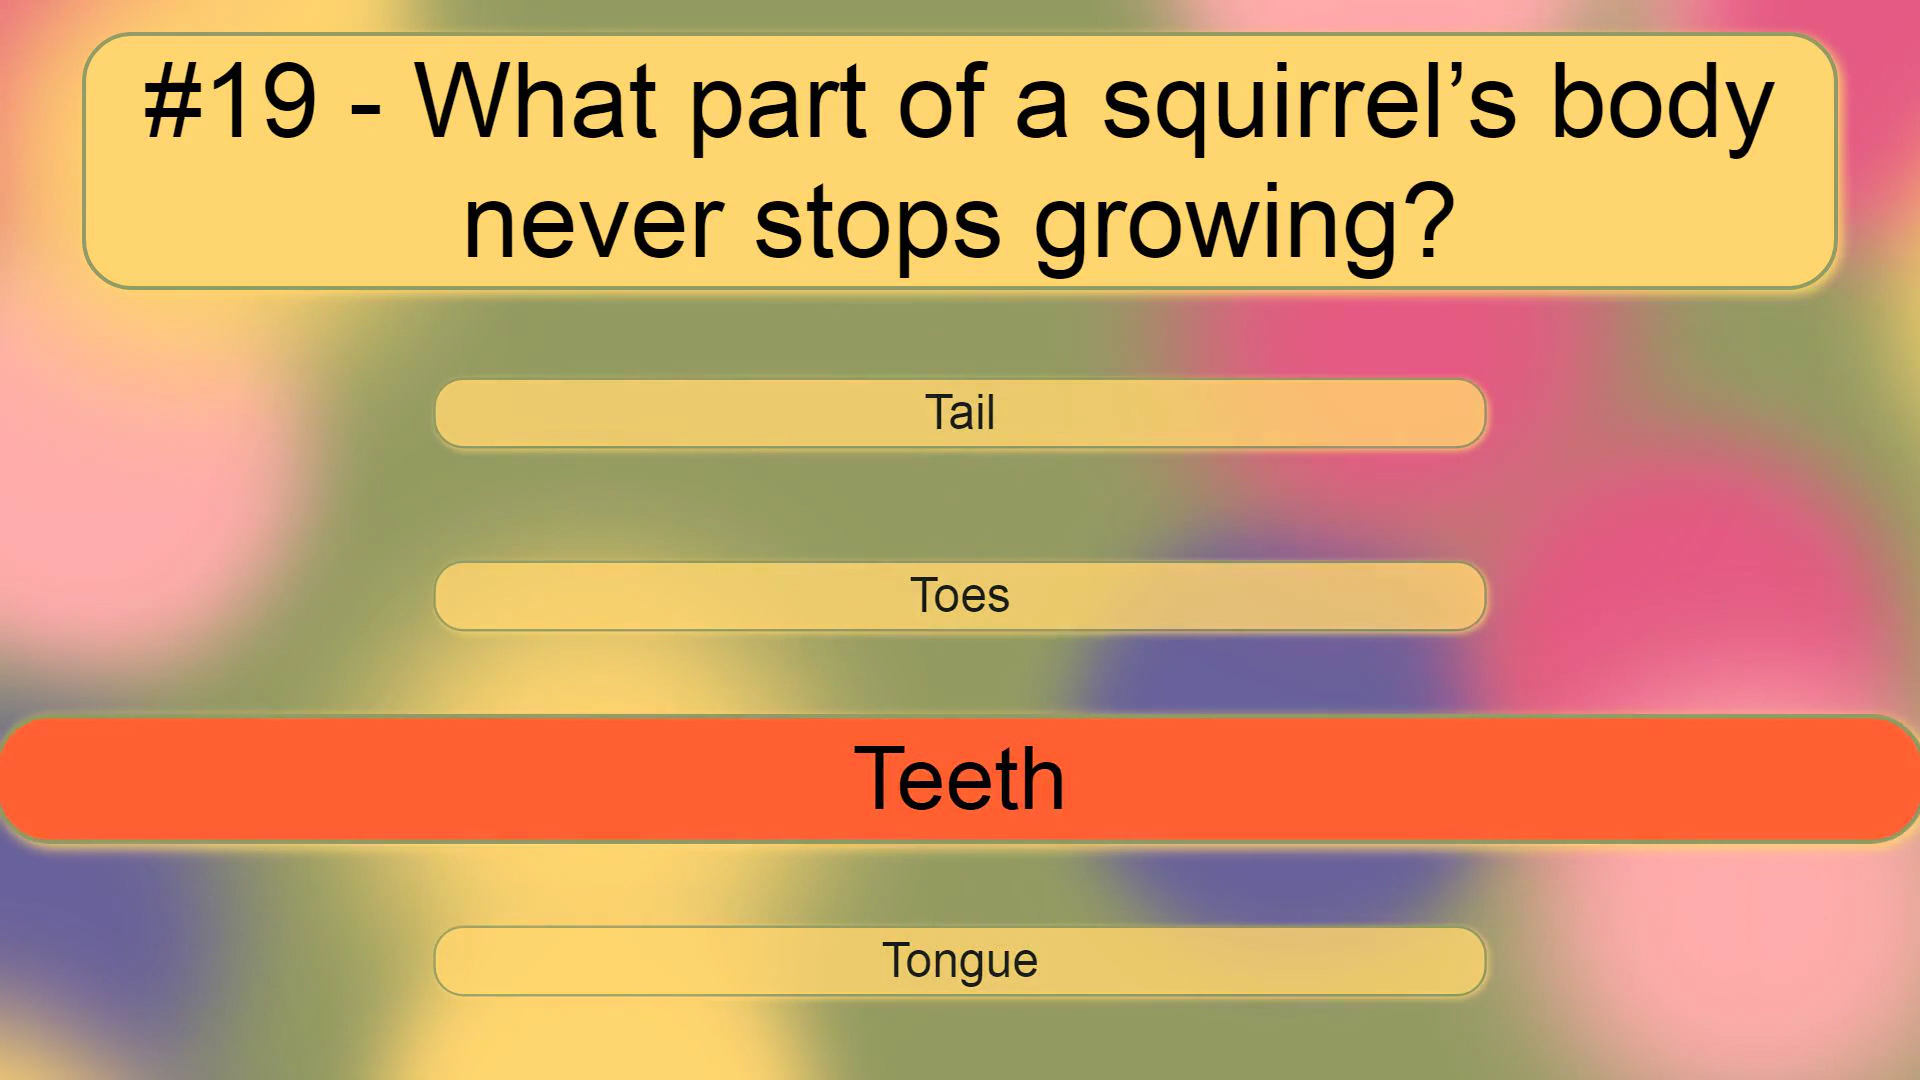 #19 - What part of a squirrel’s body
never stops growing?
Tail
Toes
Teeth
Tongue